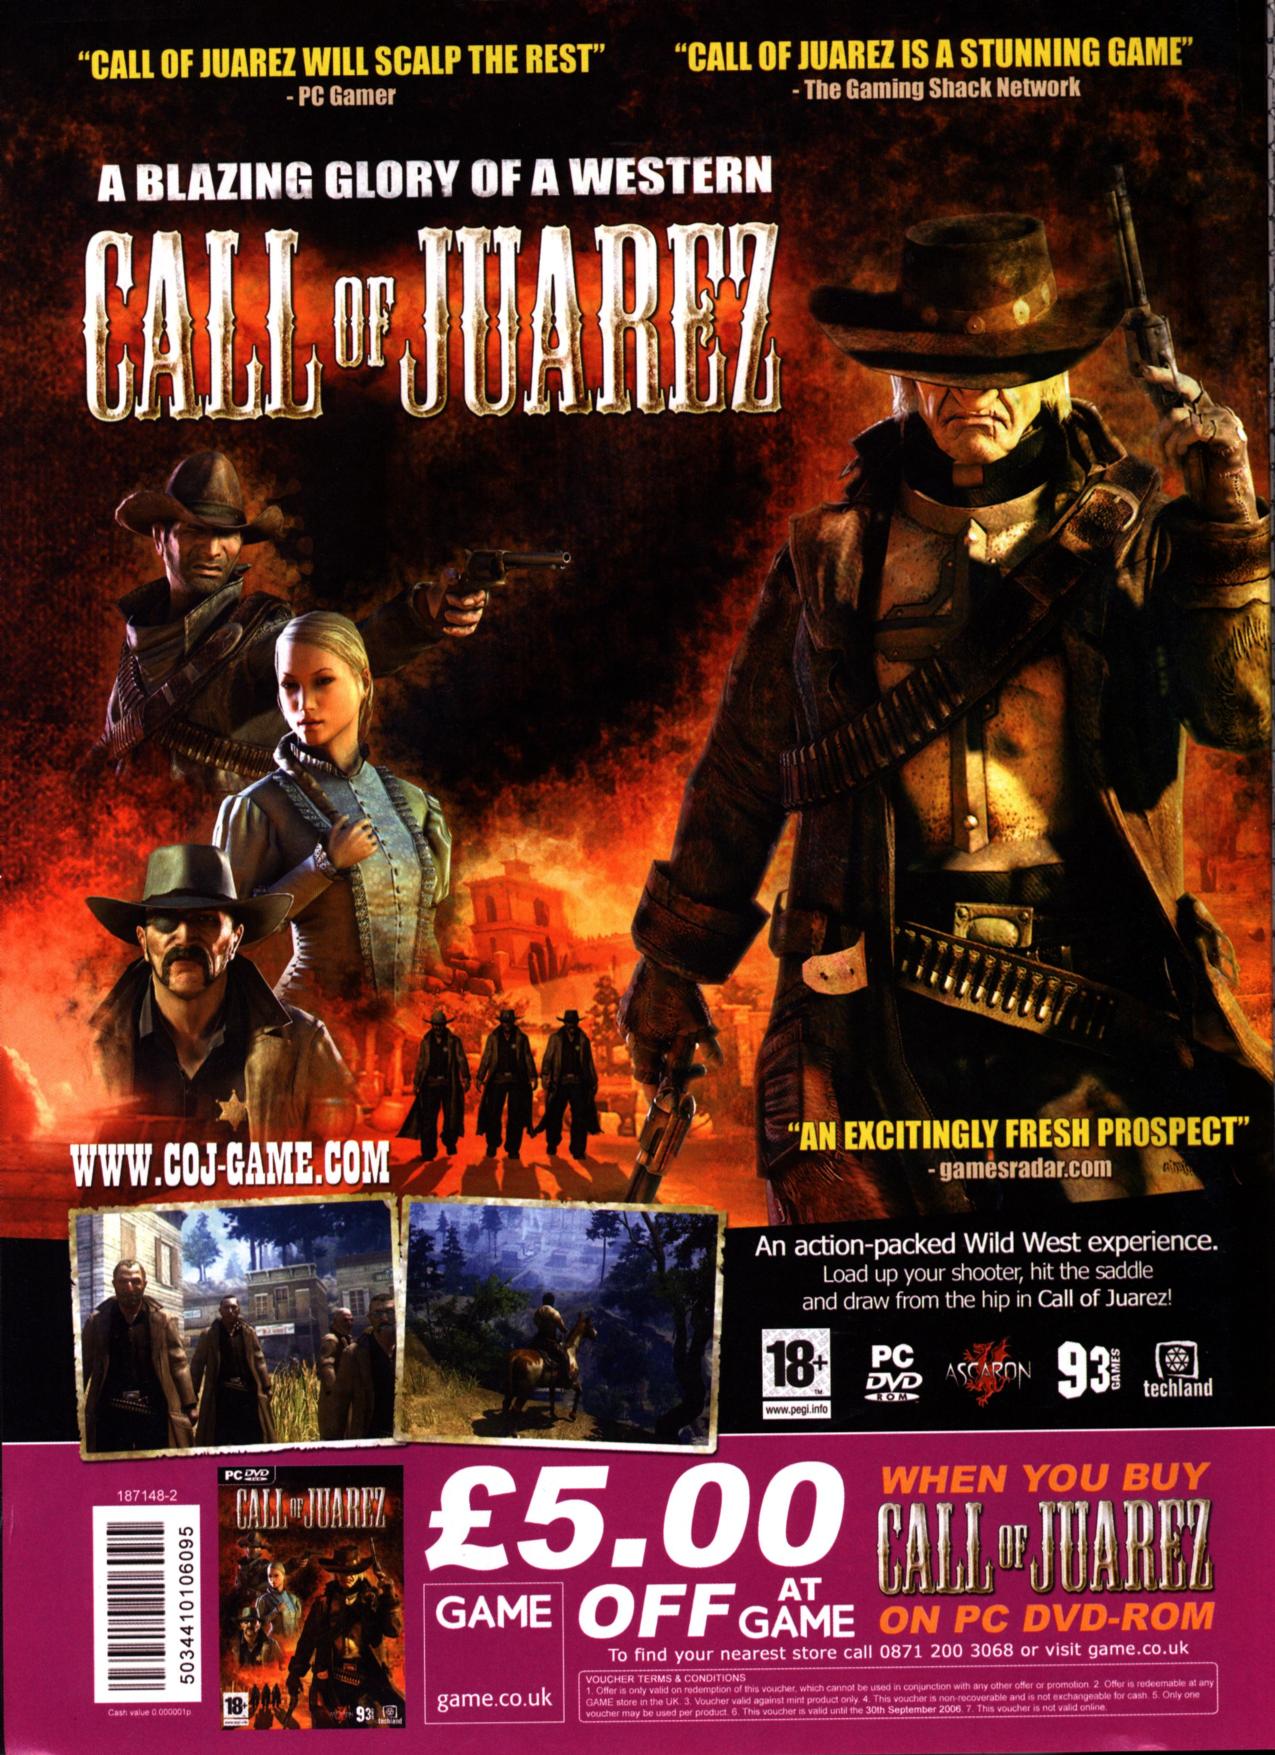 "CALL OF JUAREZ WILL SCALP THE REST"
- PC Gamer
"CALL OF JUAREZ IS A STUNNING GAME"
- The Gaming Shack Network
A BLAZING GLORY OF A WESTERN
CALL OF JUAREZ
WWW.COJ-GAME.COM
"AN EXCITINGLY FRESH PROSPECT"
- gamesradar.com
An action-packed Wild West experience.
Load up your shooter, hit the saddle
and draw from the hip in Call of Juarez!
18+
www.pegi.info
PC
DVD
ROM
ASCARON
93 GAMES
techland
187148-2
5034410106095
Cash value 0.000001p
PC DVD
CALL OF JUAREZ
18+
93
techland
£5.00
OFF AT GAME
GAME
game.co.uk
WHEN YOU BUY
CALL OF JUAREZ
ON PC DVD-ROM
To find your nearest store call 0871 200 3068 or visit game.co.uk
VOUCHER TERMS & CONDITIONS
1. Offer is only valid on redemption of this voucher, which cannot be used in conjunction with any other offer or promotion. 2. Offer is redeemable at any
GAME store in the UK. 3. Voucher valid against mint product only. 4. This voucher is non-recoverable and is not exchangeable for cash. 5. Only one
voucher may be used per product. 6. This voucher is valid until the 30th September 2006. 7. This voucher is not valid online.